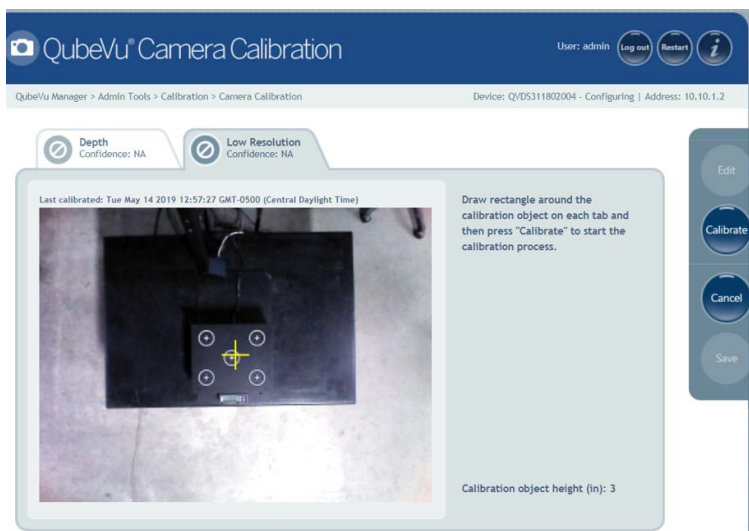 QubeVu® Camera Calibration
User: admin
Log out
Restart
i
QubeVu Manager > Admin Tools > Calibration > Camera Calibration
Device: QVDS311802004 - Configuring | Address: 10.10.1.2
Depth
Confidence: NA
Low Resolution
Confidence: NA
Last calibrated: Tue May 14 2019 12:57:27 GMT-0500 (Central Daylight Time)
Draw rectangle around the
calibration object on each tab and
then press "Calibrate" to start the
calibration process.
Calibration object height (in): 3
Edit
Calibrate
Cancel
Save